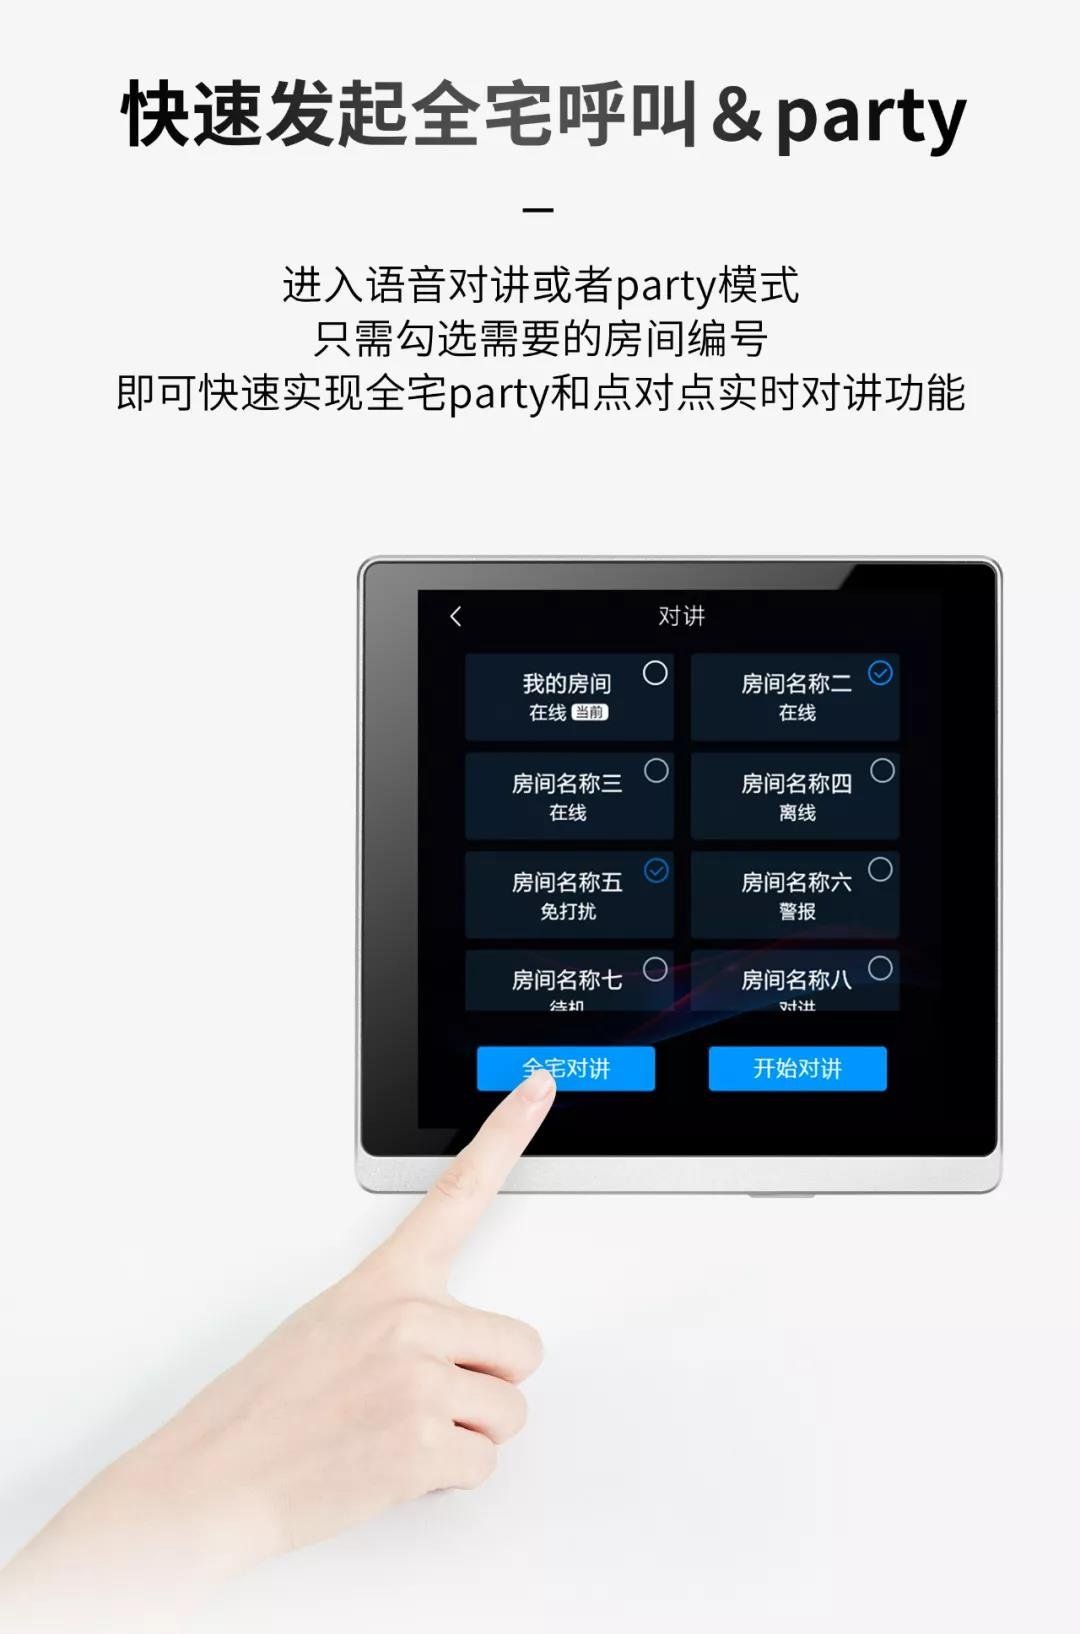 快速发起全宅呼叫&party
进入语音对讲或者party模式
只需勾选需要的房间编号
即可快速实现全宅party和点对点实时对讲功能
对讲
我的房间
在线 当前
房间名称二
在线
房间名称三
在线
房间名称四
离线
房间名称五
免打扰
房间名称六
警报
房间名称七
待机
房间名称八
对讲
全宅对讲
开始对讲